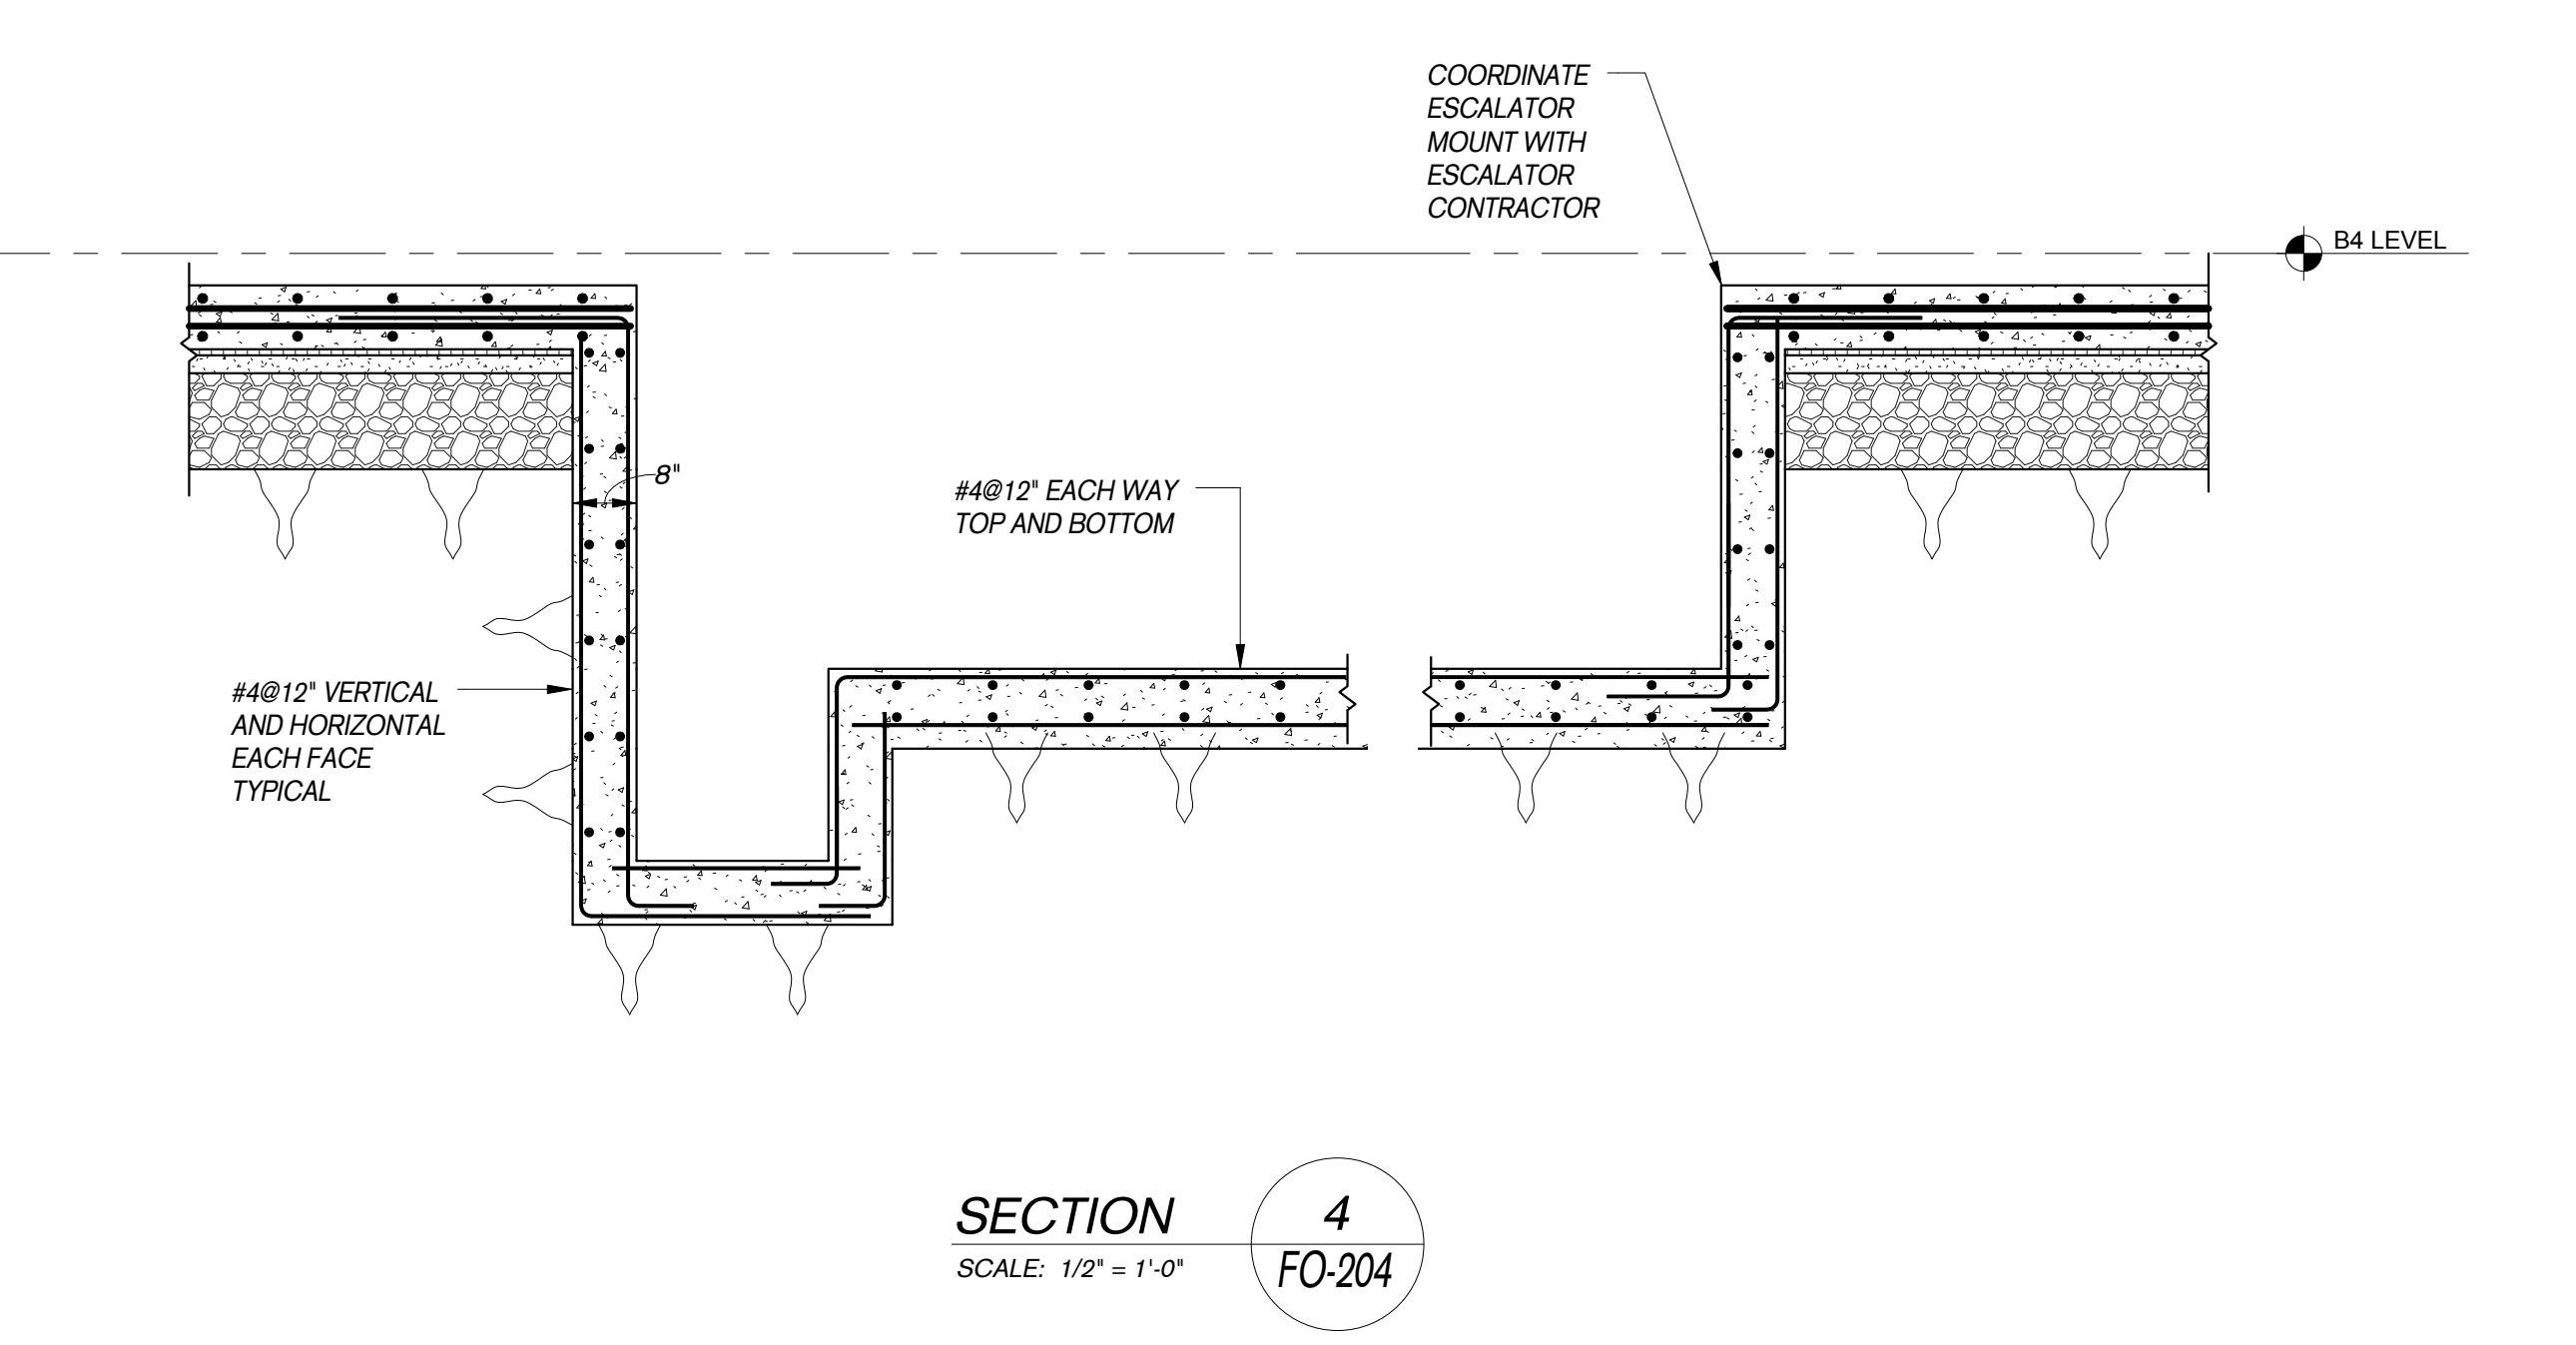 COORDINATE
ESCALATOR
MOUNT WITH
ESCALATOR
CONTRACTOR
B4 LEVEL
8"
#4@12" EACH WAY
TOP AND BOTTOM
#4@12" VERTICAL
AND HORIZONTAL
EACH FACE
TYPICAL
SECTION
4
SCALE: 1/2" = 1'-0"
FO-204